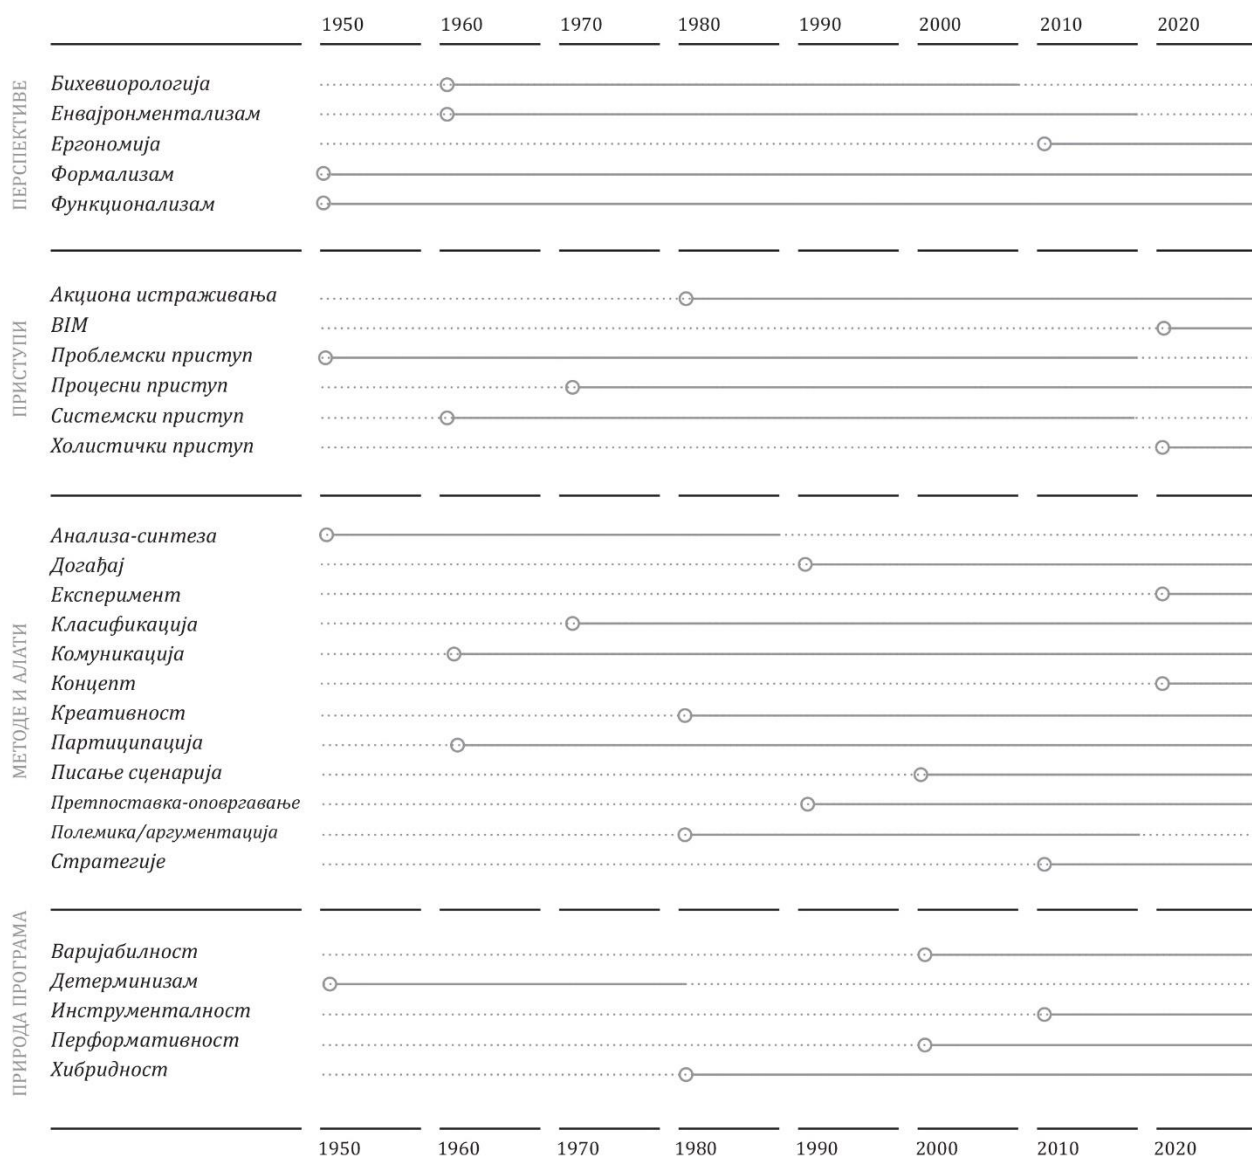 1950 1960 1970 1980 1990 2000 2010 2020
ПЕРСПЕКТИВЕ
Бихевиорологија
Енвајронментализам
Ергономија
Формализам
Функционализам
ПРИСТУПИ
Акциона истраживања
BIM
Проблемски приступ
Процесни приступ
Системски приступ
Холистички приступ
МЕТОДЕ И АЛАТИ
Анализа-синтеза
Догађај
Експеримент
Класификација
Комуникација
Концепт
Креативност
Партиципација
Писање сценарија
Претпоставка-оповргавање
Полемика/аргументација
Стратегије
ПРИРОДА ПРОГРАМА
Варијабилност
Детерминизам
Инструменталност
Перформативност
Хибридност
1950 1960 1970 1980 1990 2000 2010 2020